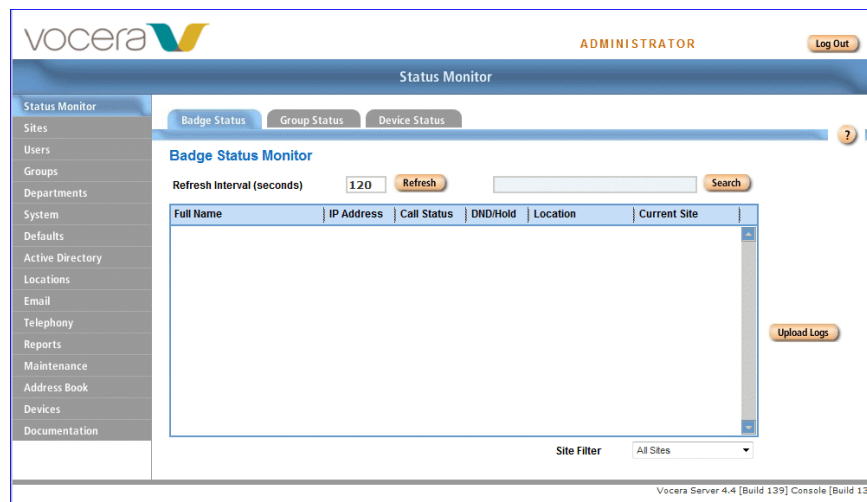 vocera
ADMINISTRATOR
Log Out
Status Monitor
Status Monitor
Sites
Users
Groups
Departments
System
Defaults
Active Directory
Locations
Email
Telephony
Reports
Maintenance
Address Book
Devices
Documentation
Badge Status Group Status Device Status
?
Badge Status Monitor
Refresh Interval (seconds) 120 Refresh Search
Full Name IP Address Call Status DND/Hold Location Current Site
Upload Logs
Site Filter All Sites
Vocera Server 4.4 [Build 139] Console [Build